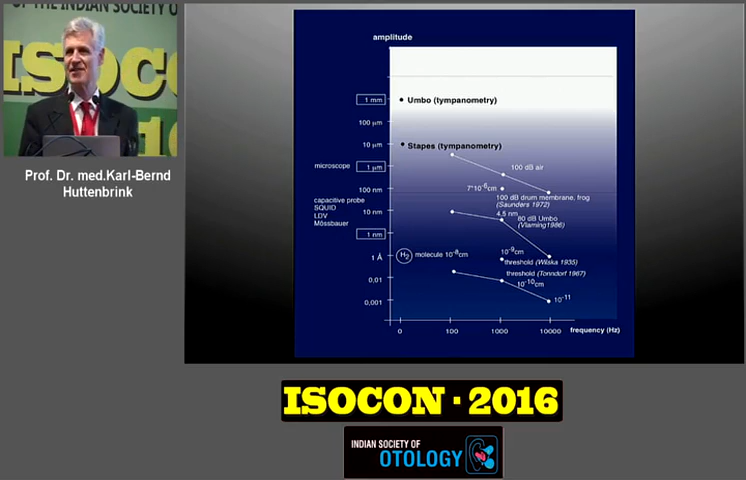 OF THE INDIAN SOCIETY O
ISOC
Prof. Dr. med.Karl-Bernd
Huttenbrink
amplitude
1 mm
Umbo (tympanometry)
100 µm
10 µm
Stapes (tympanometry)
microscope
1 µm
100 dB air
7*10⁻⁶cm
100 nm
100 dB drum membrane, frog
(Saunders 1972)
capacitive probe
SQUID
LDV
Mössbauer
10 nm
4,5 nm
80 dB Umbo
(Vlaming1986)
1 nm
1 Å
H₂ molecule 10⁻⁸cm
10⁻⁹cm
threshold (Wilska 1935)
threshold (Tonndorf 1967)
0,01
10⁻¹⁰cm
0,001
10⁻¹¹
0 100 1000 10000 frequency (Hz)
ISOCON · 2016
INDIAN SOCIETY OF
OTOLOGY